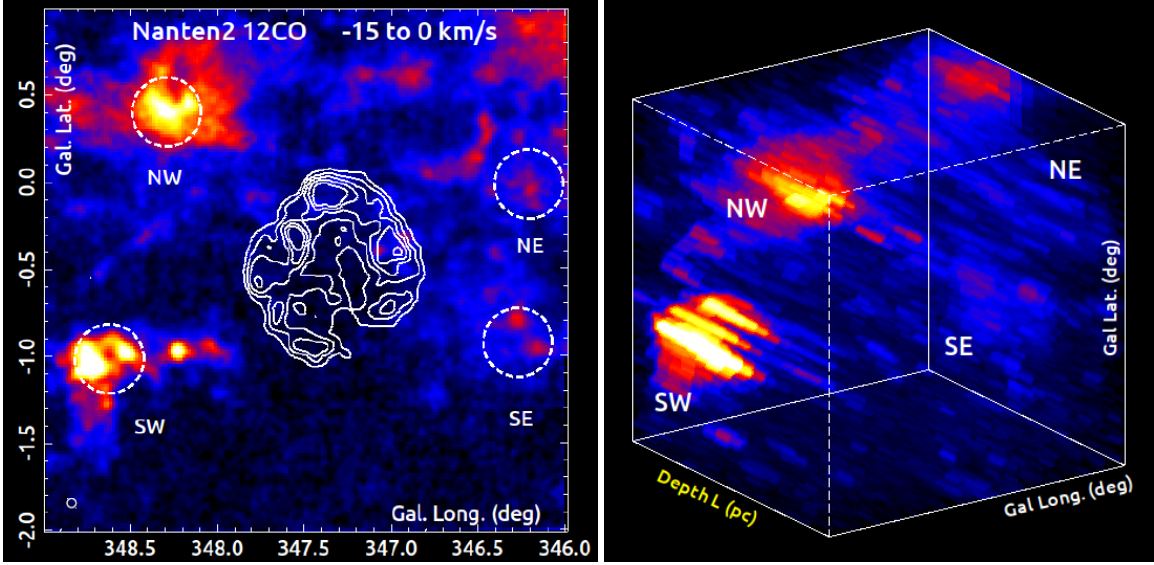 Nanten2 12CO -15 to 0 km/s
Gal. Lat. (deg)
0.5
0.0
-0.5
-1.0
-1.5
-2.0
NW
NE
SW
SE
Gal. Long. (deg)
348.5 348.0 347.5 347.0 346.5 346.0
NE
NW
SE
SW
Gal Lat. (deg)
Depth L (pc)
Gal Long. (deg)